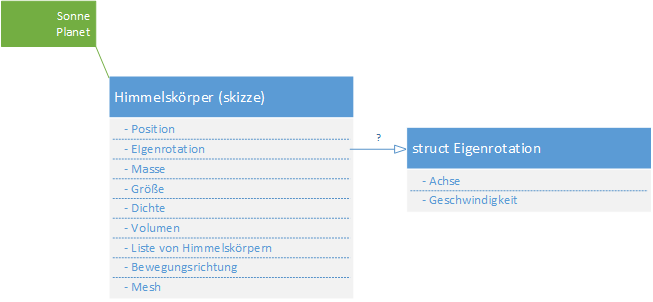 Sonne
Planet
Himmelskörper (skizze)
- Position
- EIgenrotation
- Masse
- Größe
- Dichte
- Volumen
- Liste von Himmelskörpern
- Bewegungsrichtung
- Mesh
?
struct Eigenrotation
- Achse
- Geschwindigkeit